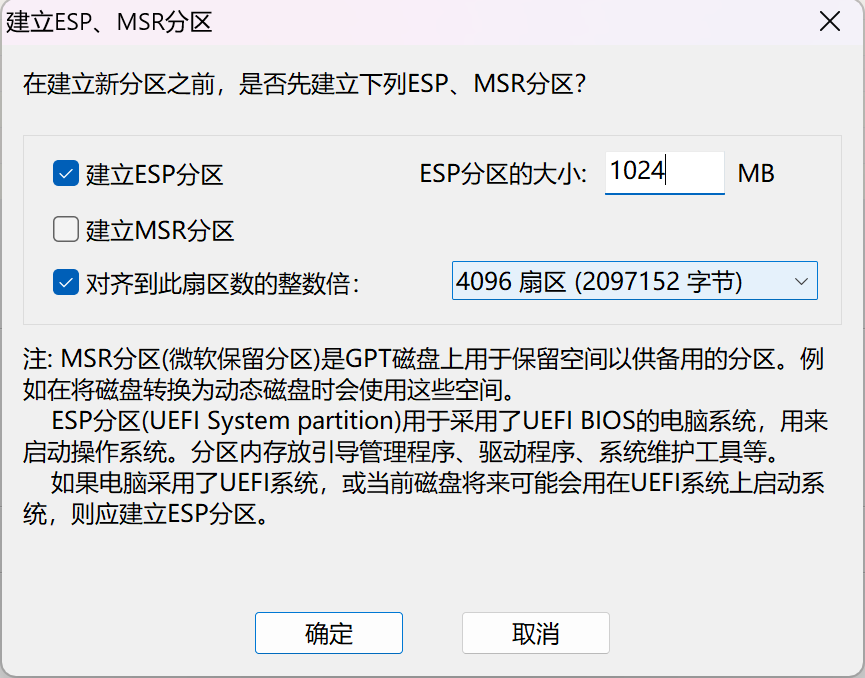 建立ESP、MSR分区
在建立新分区之前，是否先建立下列ESP、MSR分区？
建立ESP分区 ESP分区的大小: 1024 MB
建立MSR分区
对齐到此扇区数的整数倍： 4096 扇区 (2097152 字节)
注: MSR分区(微软保留分区)是GPT磁盘上用于保留空间以供备用的分区。例
如在将磁盘转换为动态磁盘时会使用这些空间。
ESP分区(UEFI System partition)用于采用了UEFI BIOS的电脑系统，用来
启动操作系统。分区内存放引导管理程序、驱动程序、系统维护工具等。
如果电脑采用了UEFI系统，或当前磁盘将来可能会用在UEFI系统上启动系
统，则应建立ESP分区。
确定 取消